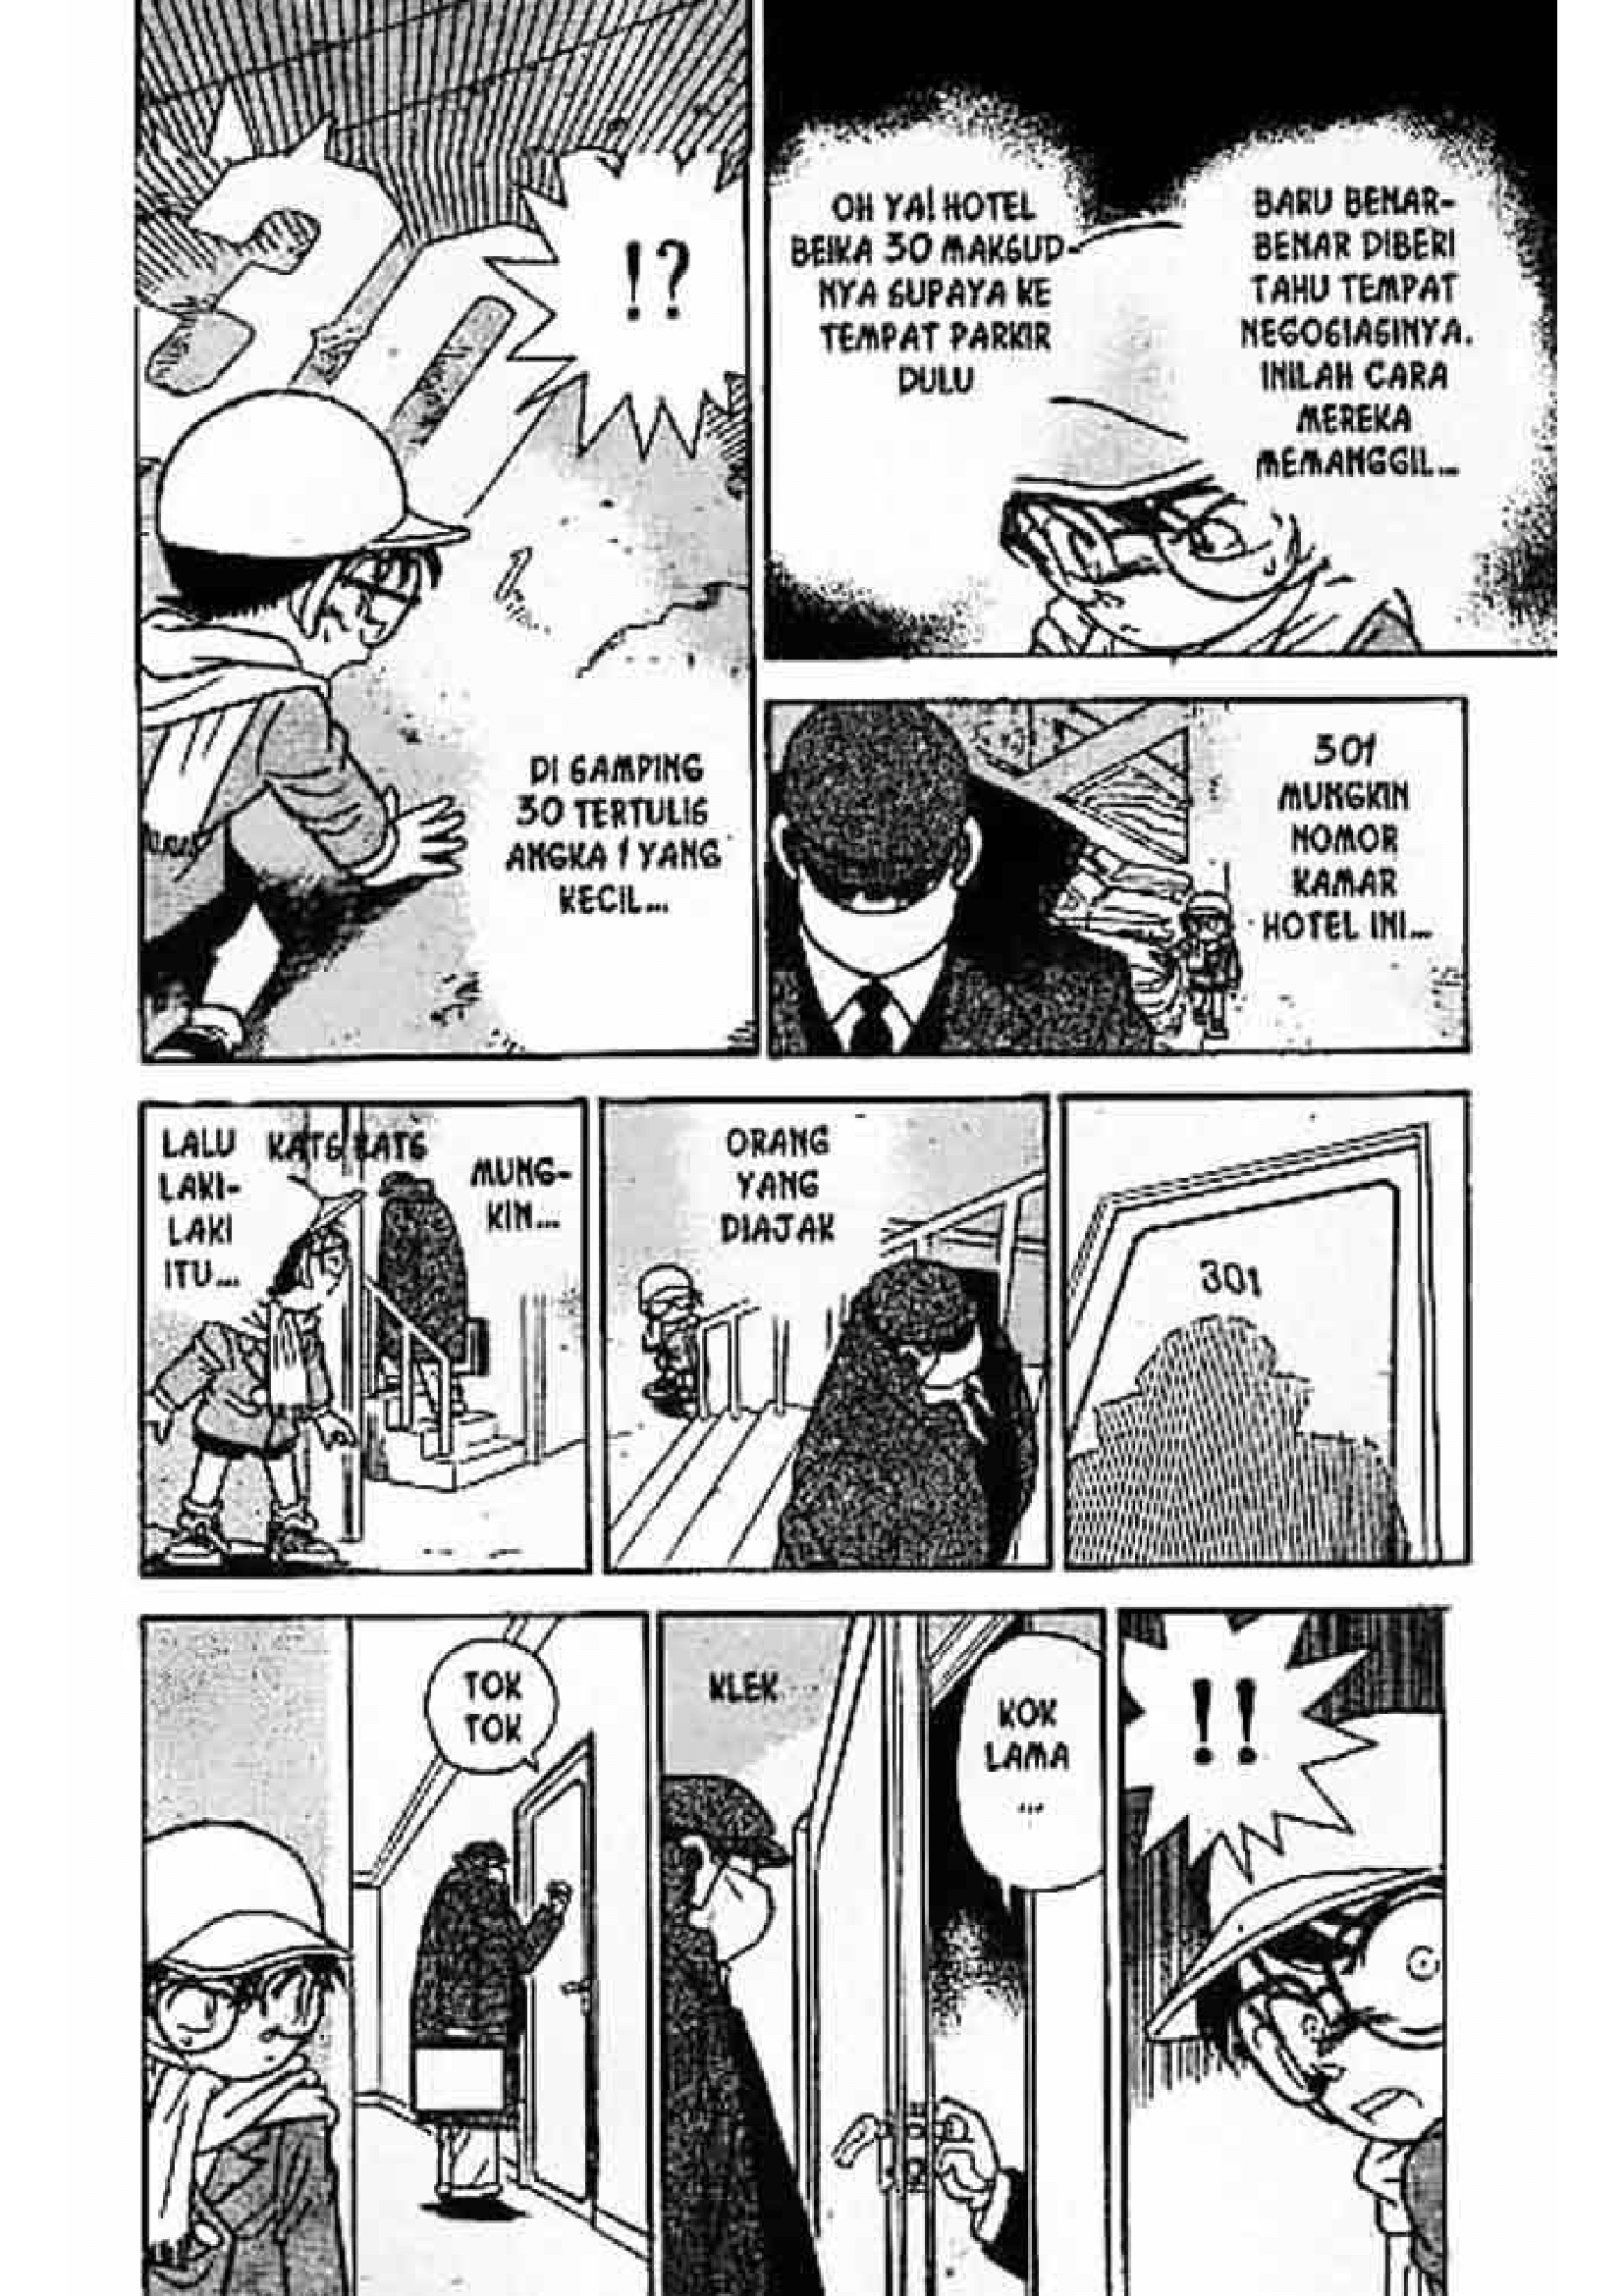 30
!?
1
DI SAMPING
30 TERTULIS
ANGKA 1 YANG
KECIL...
OH YA! HOTEL
BEIKA 30 MAKSUD-
NYA SUPAYA KE
TEMPAT PARKIR
DULU
BARU BENAR-
BENAR DIBERI
TAHU TEMPAT
NEGOSIASINYA.
INILAH CARA
MEREKA
MEMANGGIL...
301
MUNGKIN
NOMOR
KAMAR
HOTEL INI...
LALU
LAKI-
LAKI
ITU...
KATS KATS
MUNG-
KIN...
ORANG
YANG
DIAJAK
301
TOK
TOK
KLEK
KOK
LAMA
...
!!